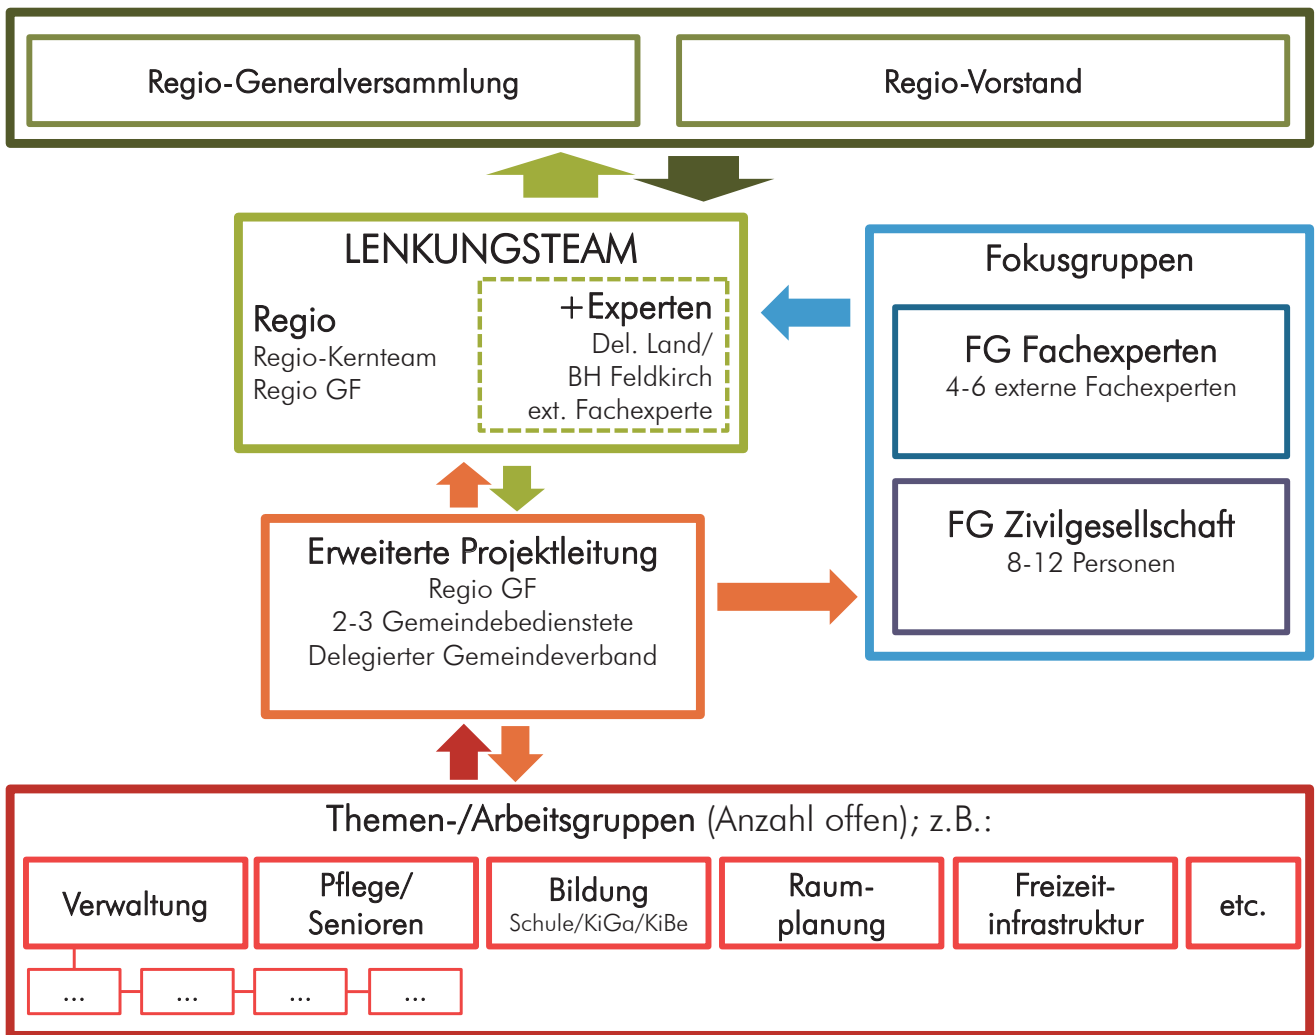 Regio-Generalversammlung
Regio-Vorstand
LENKUNGSTEAM
Regio
Regio-Kernteam
Regio GF
+Experten
Del. Land/
BH Feldkirch
ext. Fachexperte
Fokusgruppen
FG Fachexperten
4-6 externe Fachexperten
FG Zivilgesellschaft
8-12 Personen
Erweiterte Projektleitung
Regio GF
2-3 Gemeindebedienstete
Delegierter Gemeindeverband
Themen-/Arbeitsgruppen (Anzahl offen); z.B.:
Verwaltung
Pflege/
Senioren
Bildung
Schule/KiGa/KiBe
Raum-
planung
Freizeit-
infrastruktur
etc.
...
...
...
...